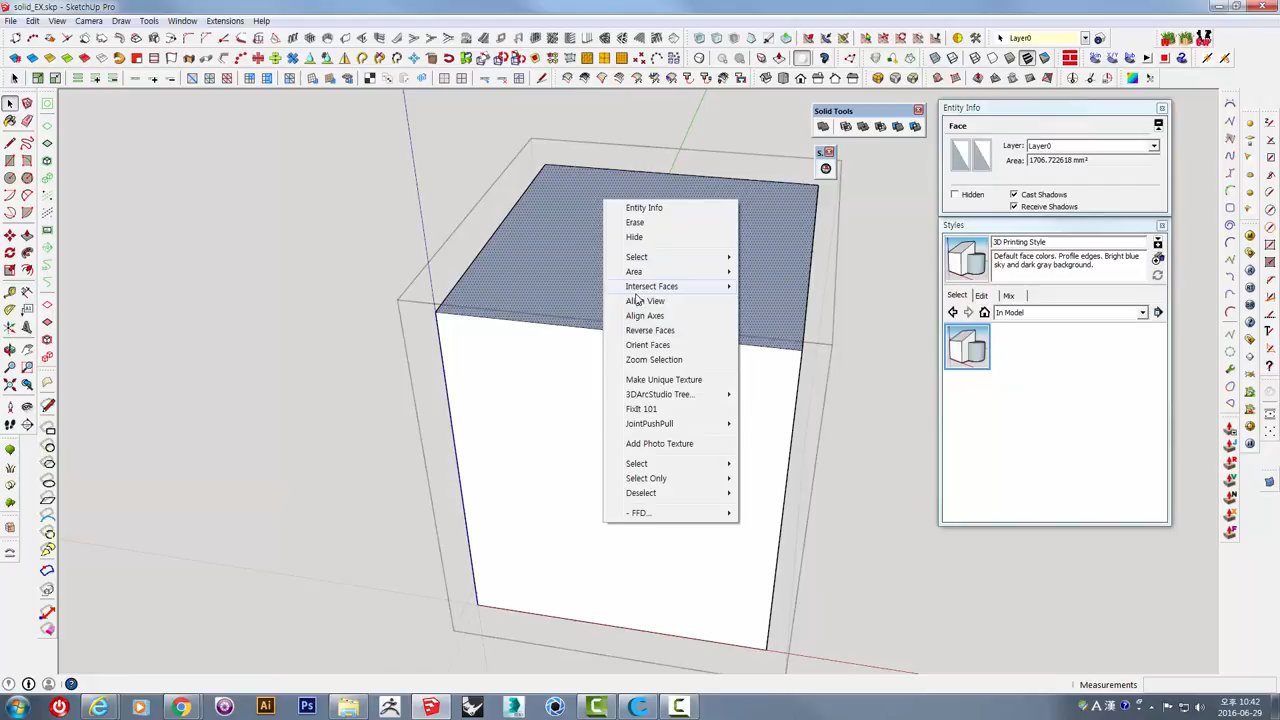 solid_EX.skp - SketchUp Pro
File Edit View Camera Draw Tools Window Extensions Help
Layer0
Solid Tools
S..
Entity Info
Face
Layer: Layer0
Area: 1706.722618 mm²
Hidden
Cast Shadows
Receive Shadows
Styles
3D Printing Style
Default face colors. Profile edges. Bright blue sky and dark gray background.
Select Edit Mix
In Model
Entity Info
Erase
Hide
Select
Area
Intersect Faces
Align View
Align Axes
Reverse Faces
Orient Faces
Zoom Selection
Make Unique Texture
3DArcStudio Tree...
FixIt 101
JointPushPull
Add Photo Texture
Select
Select Only
Deselect
- FFD...
Measurements
Ai
Ps
A 漢
오후 10:42
2016-06-29